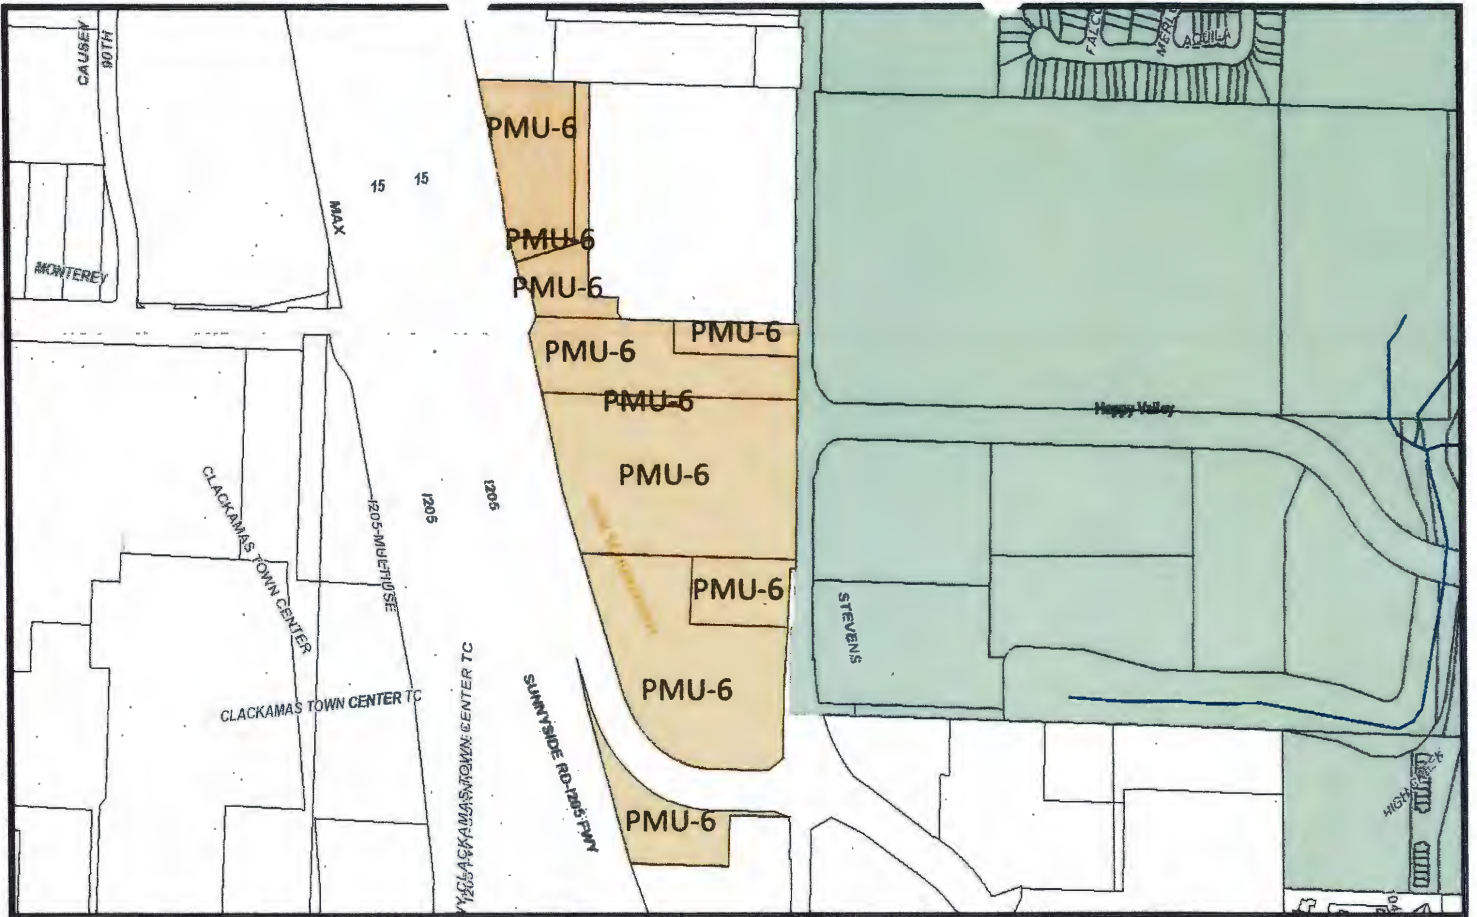 CAUSEY
90TH
FALCO
MERLO
AQUILA
PMU-6
15 15
MAX
PMU-6
MONTEREY
PMU-6
PMU-6
PMU-6
PMU-6
Happy Valley
PMU-6
CLACKAMAS TOWN CENTER
I205-MULTIUSE
I205
I205
PMU-6
STEVENS
PMU-6
CLACKAMAS TOWN CENTER TC
CLACKAMAS TOWN CENTER TC
SUNNYSIDE RD-I205 FWY
PMU-6